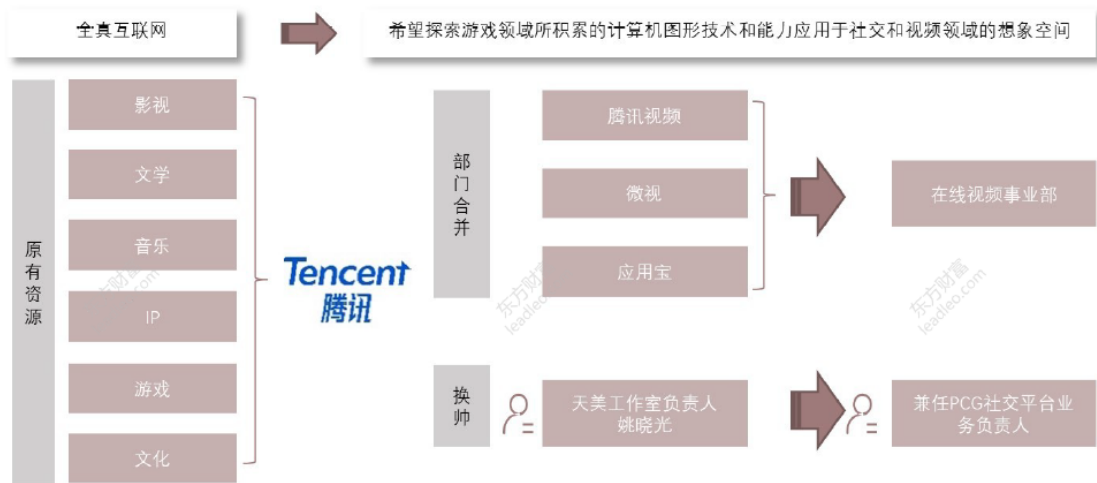 全真互联网
希望探索游戏领域所积累的计算机图形技术和能力应用于社交和视频领域的想象空间
原有资源
影视
文学
音乐
IP
游戏
文化
Tencent
腾讯
部门合并
腾讯视频
微视
应用宝
在线视频事业部
换帅
天美工作室负责人
姚晓光
兼任PCG社交平台业
务负责人
东方财富
leadleo.com
东方财富
leadleo.com
东方财富
leadleo.com